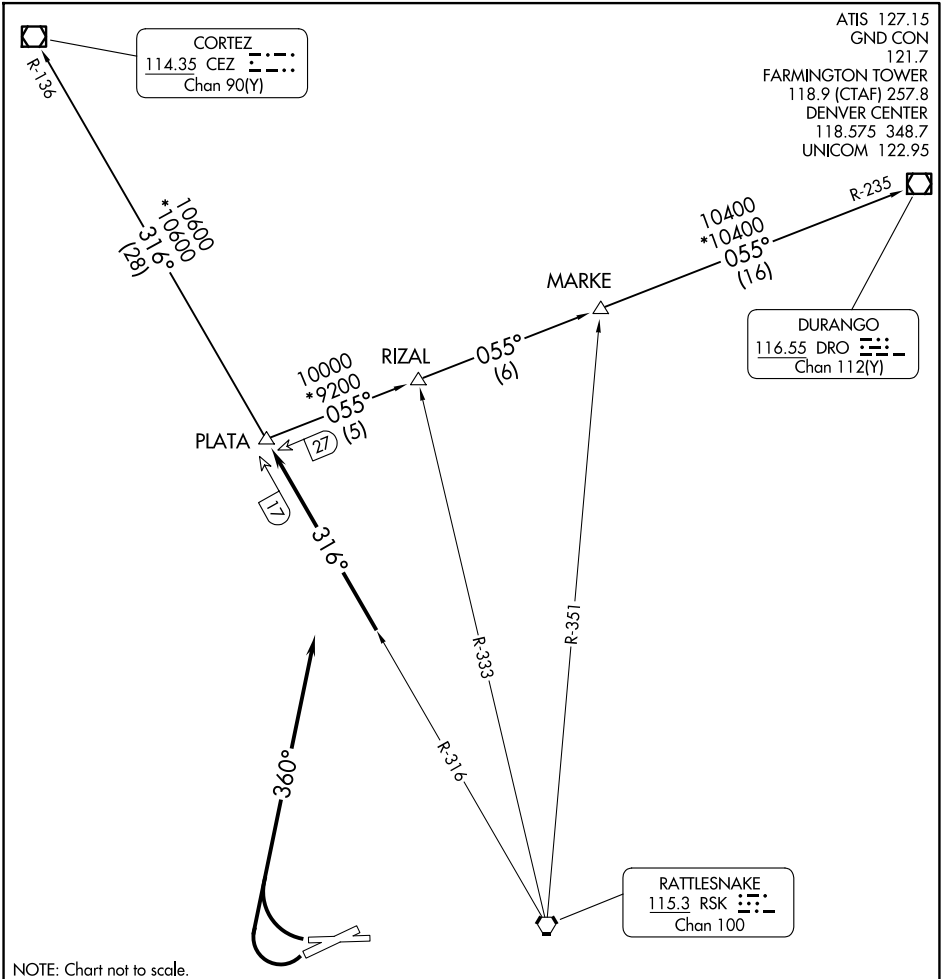 ATIS 127.15
GND CON
121.7
FARMINGTON TOWER
118.9 (CTAF) 257.8
DENVER CENTER
118.575 348.7
UNICOM 122.95
CORTEZ
114.35 CEZ
Chan 90(Y)
R-136
R-235
10600
*10600
316°
(28)
10400
*10400
055°
(16)
MARKE
DURANGO
116.55 DRO
Chan 112(Y)
RIZAL
055°
(6)
10000
*9200
055°
(5)
PLATA
27
17
316°
R-351
R-333
R-316
360°
RATTLESNAKE
115.3 RSK
Chan 100
NOTE: Chart not to scale.